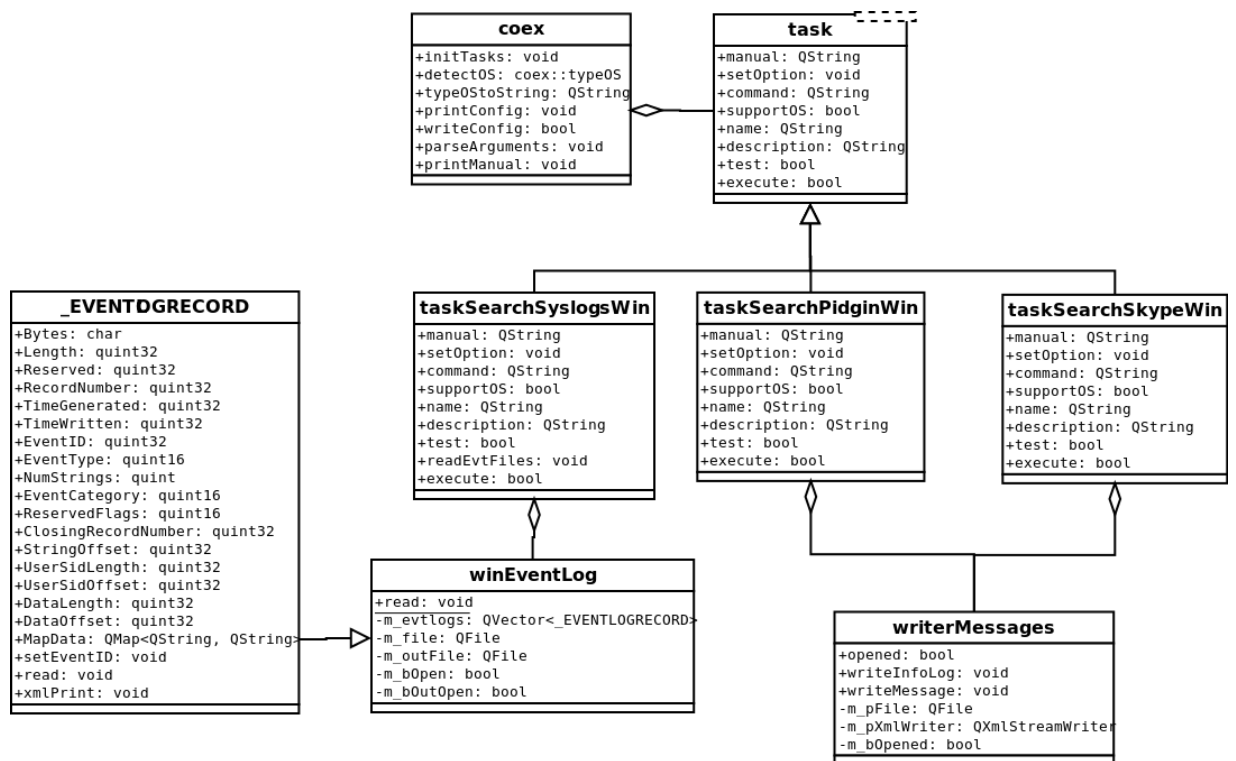 coex
+initTasks: void
+detectOS: coex::typeOS
+typeOStoString: QString
+printConfig: void
+writeConfig: bool
+parseArguments: void
+printManual: void
task
+manual: QString
+setOption: void
+command: QString
+supportOS: bool
+name: QString
+description: QString
+test: bool
+execute: bool
_EVENTLOGRECORD
+Bytes: char
+Length: quint32
+Reserved: quint32
+RecordNumber: quint32
+TimeGenerated: quint32
+TimeWritten: quint32
+EventID: quint32
+EventType: quint16
+NumStrings: quint
+EventCategory: quint16
+ReservedFlags: quint16
+ClosingRecordNumber: quint32
+StringOffset: quint32
+UserSidLength: quint32
+UserSidOffset: quint32
+DataLength: quint32
+DataOffset: quint32
+MapData: QMap<QString, QString>
+setEventID: void
+read: void
+xmlPrint: void
taskSearchSyslogsWin
+manual: QString
+setOption: void
+command: QString
+supportOS: bool
+name: QString
+description: QString
+test: bool
+readEvtFiles: void
+execute: bool
taskSearchPidginWin
+manual: QString
+setOption: void
+command: QString
+supportOS: bool
+name: QString
+description: QString
+test: bool
+execute: bool
taskSearchSkypeWin
+manual: QString
+setOption: void
+command: QString
+supportOS: bool
+name: QString
+description: QString
+test: bool
+execute: bool
winEventLog
+read: void
-m_evtlogs: QVector<_EVENTLOGRECORD>
-m_file: QFile
-m_outFile: QFile
-m_bOpen: bool
-m_bOutOpen: bool
writerMessages
+opened: bool
+writeInfoLog: void
+writeMessage: void
-m_pFile: QFile
-m_pXmlWriter: QXmlStreamWriter
-m_bOpened: bool